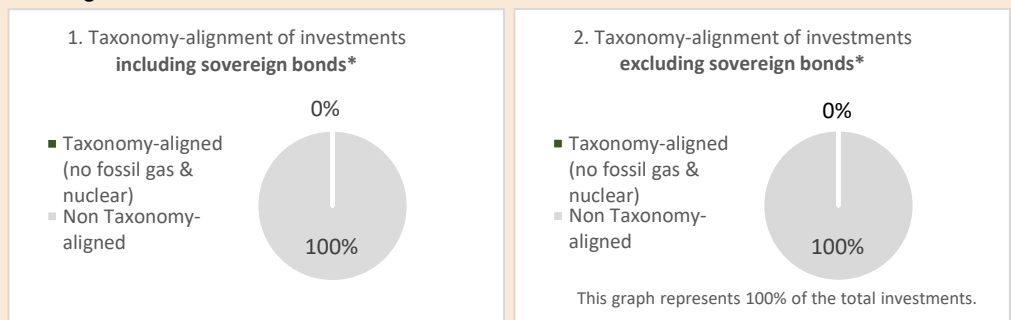 1. Taxonomy-alignment of investments
including sovereign bonds*
0%
Taxonomy-aligned
(no fossil gas &
nuclear)
Non Taxonomy-
aligned
100%
2. Taxonomy-alignment of investments
excluding sovereign bonds*
0%
Taxonomy-aligned
(no fossil gas &
nuclear)
Non Taxonomy-
aligned
100%
This graph represents 100% of the total investments.